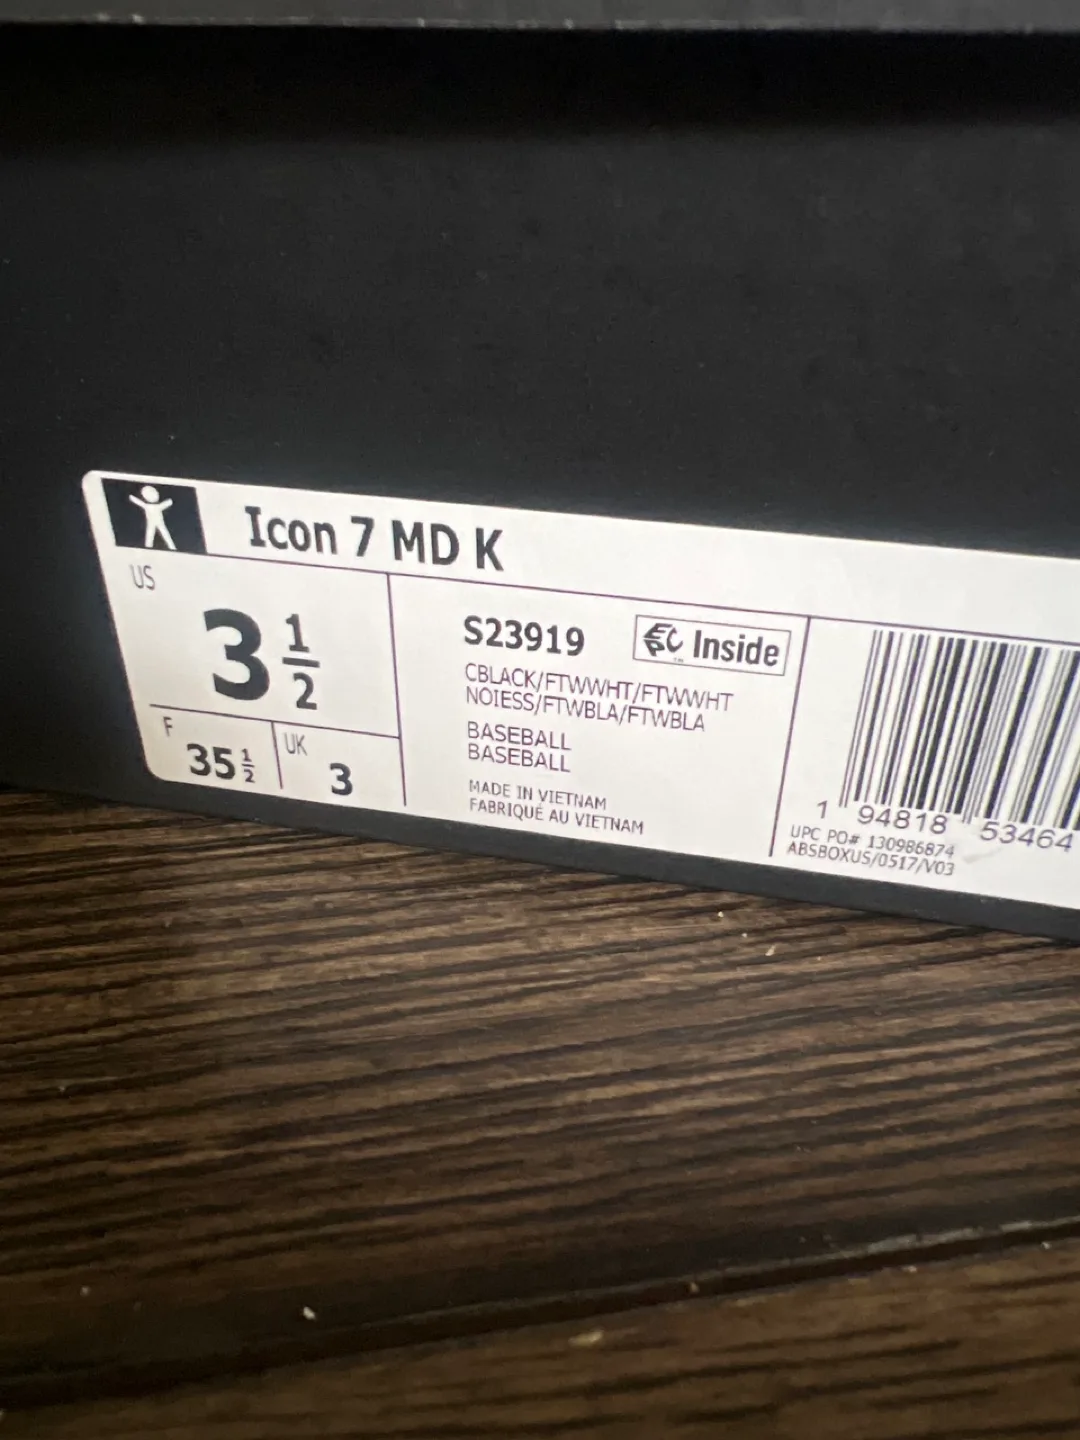 Icon 7 MD K
US
3 1/2
F
35 1/2
UK
3
S23919
Inside
CBLACK/FTWWHT/FTWWHT
NOIESS/FTWBLA/FTWBLA
BASEBALL
BASEBALL
MADE IN VIETNAM
FABRIQUÉ AU VIETNAM
1 94818 53464
UPC PO# 130986874
ABSBOXUS/0517/V03